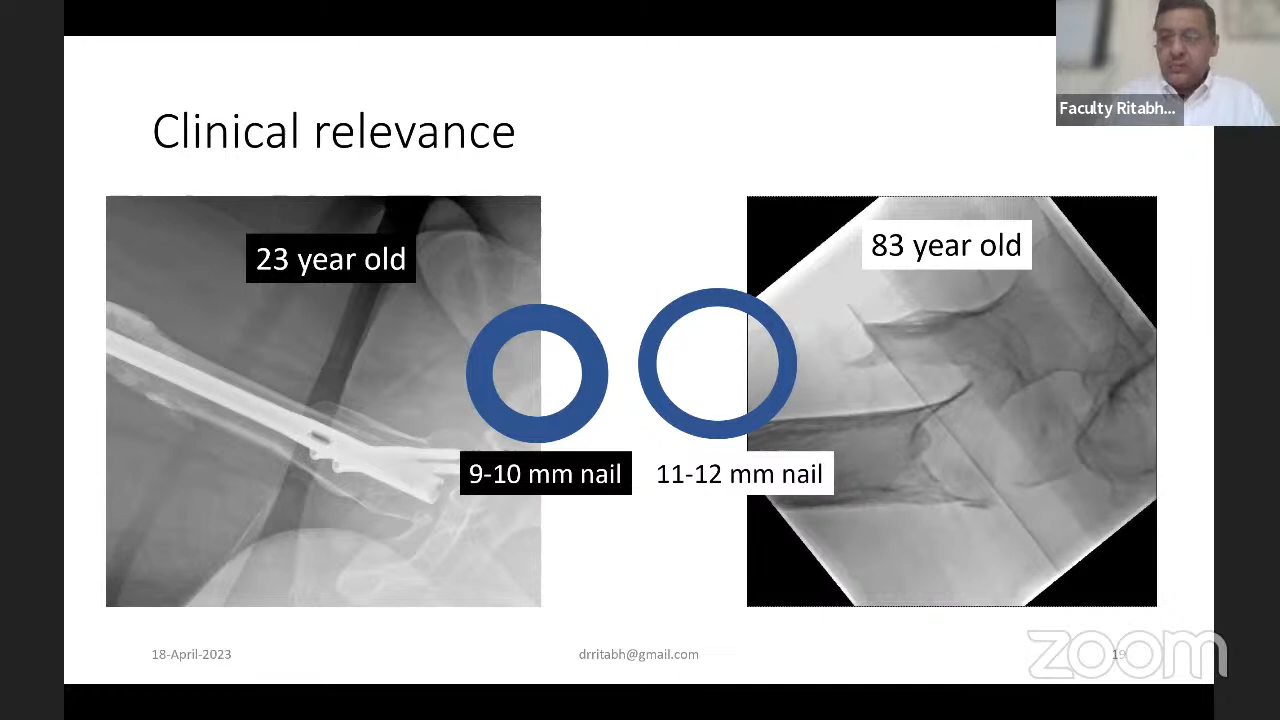 Faculty Ritabh...
Clinical relevance
23 year old
83 year old
9-10 mm nail
11-12 mm nail
18-April-2023
drritabh@gmail.com
19
zoom